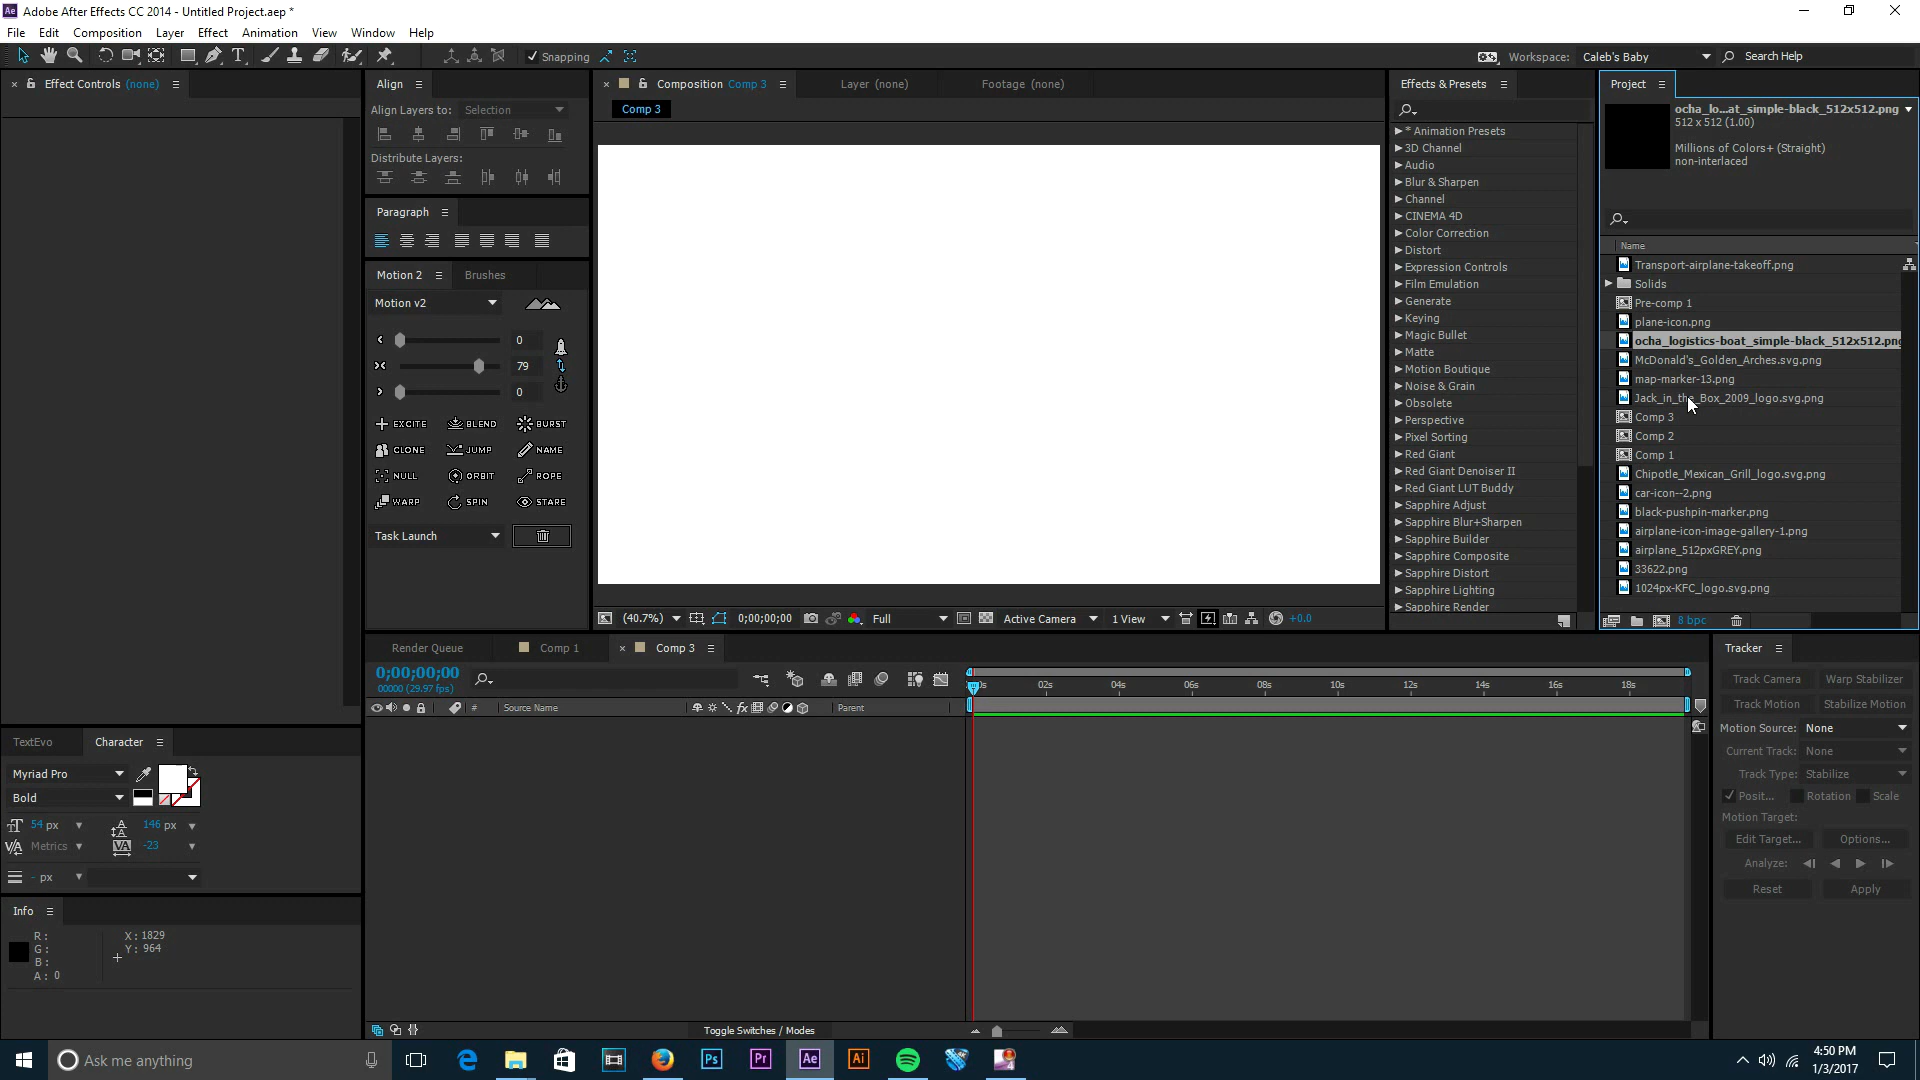 Adobe After Effects CC 2014 - Untitled Project.aep *
File Edit Composition Layer Effect Animation View Window Help
Snapping
Workspace: Caleb's Baby
Search Help
Effect Controls (none)
Align
Align Layers to: Selection
Distribute Layers:
Paragraph
Motion 2 Brushes
Motion v2
0
79
0
EXCITE BLEND BURST
CLONE JUMP NAME
NULL ORBIT ROPE
WARP SPIN STARE
Task Launch
Composition Comp 3 Layer (none) Footage (none)
Comp 3
(40.7%) 0;00;00;00 Full Active Camera 1 View +0.0
Effects & Presets
* Animation Presets
3D Channel
Audio
Blur & Sharpen
Channel
CINEMA 4D
Color Correction
Distort
Expression Controls
Film Emulation
Generate
Keying
Magic Bullet
Matte
Motion Boutique
Noise & Grain
Obsolete
Perspective
Pixel Sorting
Red Giant
Red Giant Denoiser II
Red Giant LUT Buddy
Sapphire Adjust
Sapphire Blur+Sharpen
Sapphire Builder
Sapphire Composite
Sapphire Distort
Sapphire Lighting
Sapphire Render
Project
ocha_lo...at_simple-black_512x512.png
512 x 512 (1.00)
Millions of Colors+ (Straight)
non-interlaced
Name
Transport-airplane-takeoff.png
Solids
Pre-comp 1
plane-icon.png
ocha_logistics-boat_simple-black_512x512.png
McDonald's_Golden_Arches.svg.png
map-marker-13.png
Jack_in_the_Box_2009_logo.svg.png
Comp 3
Comp 2
Comp 1
Chipotle_Mexican_Grill_logo.svg.png
car-icon--2.png
black-pushpin-marker.png
airplane-icon-image-gallery-1.png
airplane_512pxGREY.png
33622.png
1024px-KFC_logo.svg.png
8 bpc
TextEvo Character
Myriad Pro
Bold
54 px 146 px
Metrics -23
- px
Info
R:
G:
B:
A: 0
X: 1829
Y: 964
Render Queue Comp 1 Comp 3
0;00;00;00
00000 (29.97 fps)
# Source Name Parent
02s 04s 06s 08s 10s 12s 14s 16s 18s
Toggle Switches / Modes
Tracker
Track Camera Warp Stabilizer
Track Motion Stabilize Motion
Motion Source: None
Current Track: None
Track Type: Stabilize
Posit... Rotation Scale
Motion Target:
Edit Target... Options...
Analyze:
Reset Apply
Ask me anything
4:50 PM
1/3/2017